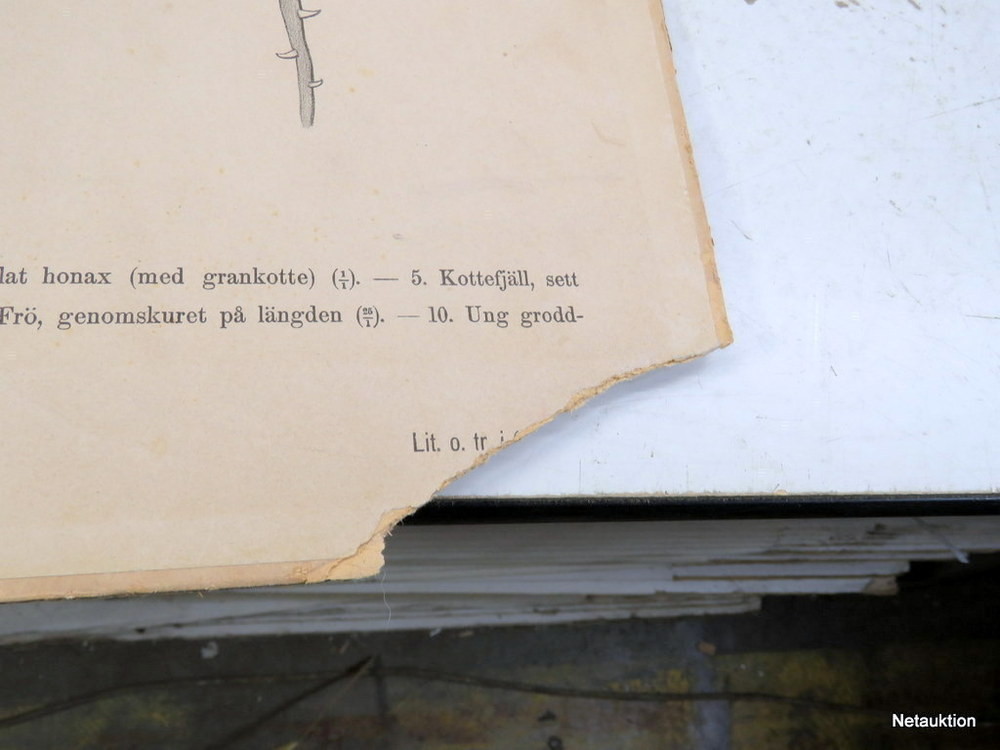 lat honax (med grankotte) (1/1). — 5. Kottefjäll, sett
Frö, genomskuret på längden (25/1). — 10. Ung grodd-
Lit. o. tr. i
Netauktion